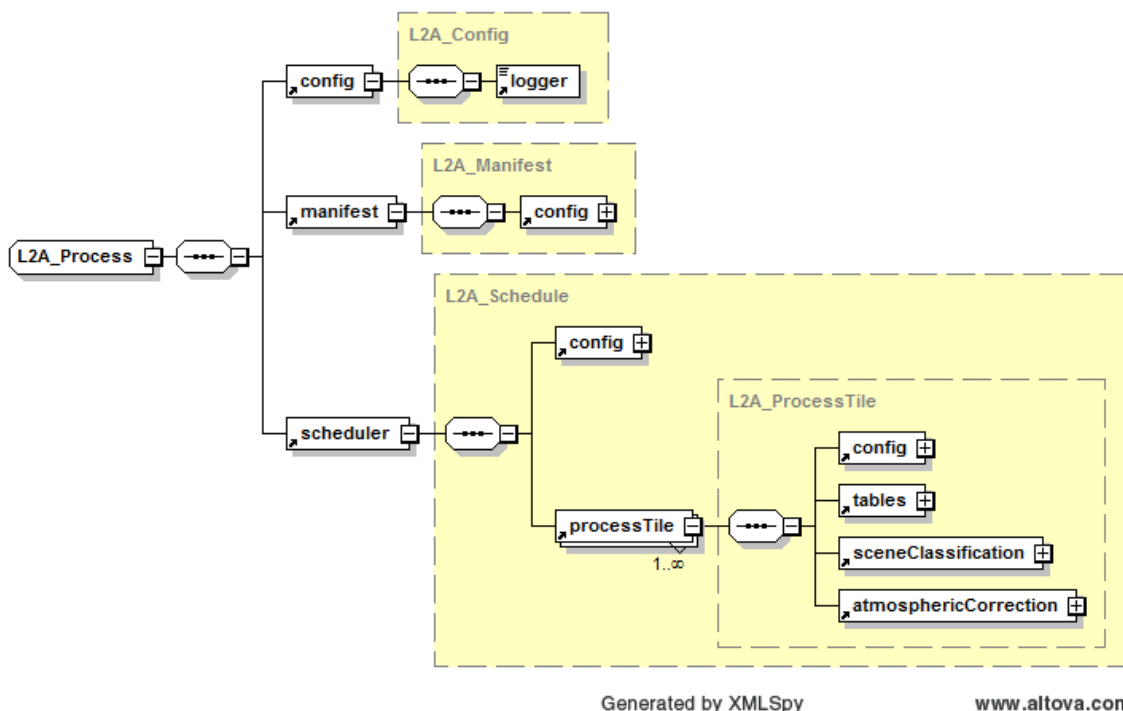 L2A_Config
config
logger
L2A_Manifest
manifest
config
L2A_Process
L2A_Schedule
config
L2A_ProcessTile
scheduler
config
tables
processTile
1..∞
sceneClassification
atmosphericCorrection
Generated by XMLSpy
www.altova.com